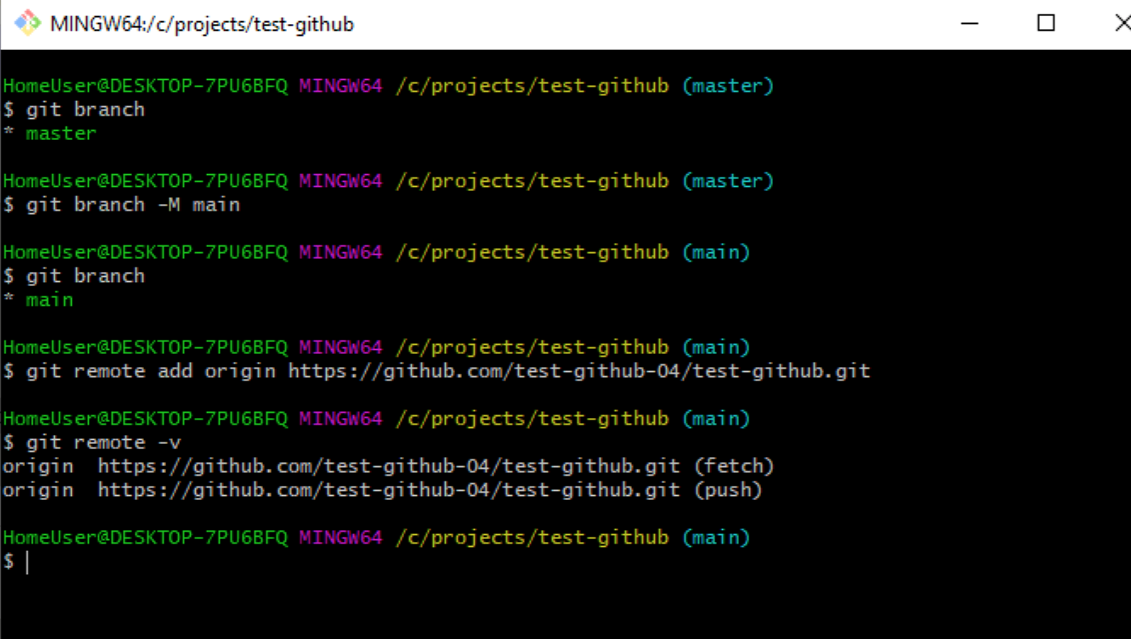 MINGW64:/c/projects/test-github
HomeUser@DESKTOP-7PU6BFQ MINGW64 /c/projects/test-github (master)
$ git branch
* master
HomeUser@DESKTOP-7PU6BFQ MINGW64 /c/projects/test-github (master)
$ git branch -M main
HomeUser@DESKTOP-7PU6BFQ MINGW64 /c/projects/test-github (main)
$ git branch
* main
HomeUser@DESKTOP-7PU6BFQ MINGW64 /c/projects/test-github (main)
$ git remote add origin https://github.com/test-github-04/test-github.git
HomeUser@DESKTOP-7PU6BFQ MINGW64 /c/projects/test-github (main)
$ git remote -v
origin  https://github.com/test-github-04/test-github.git (fetch)
origin  https://github.com/test-github-04/test-github.git (push)
HomeUser@DESKTOP-7PU6BFQ MINGW64 /c/projects/test-github (main)
$